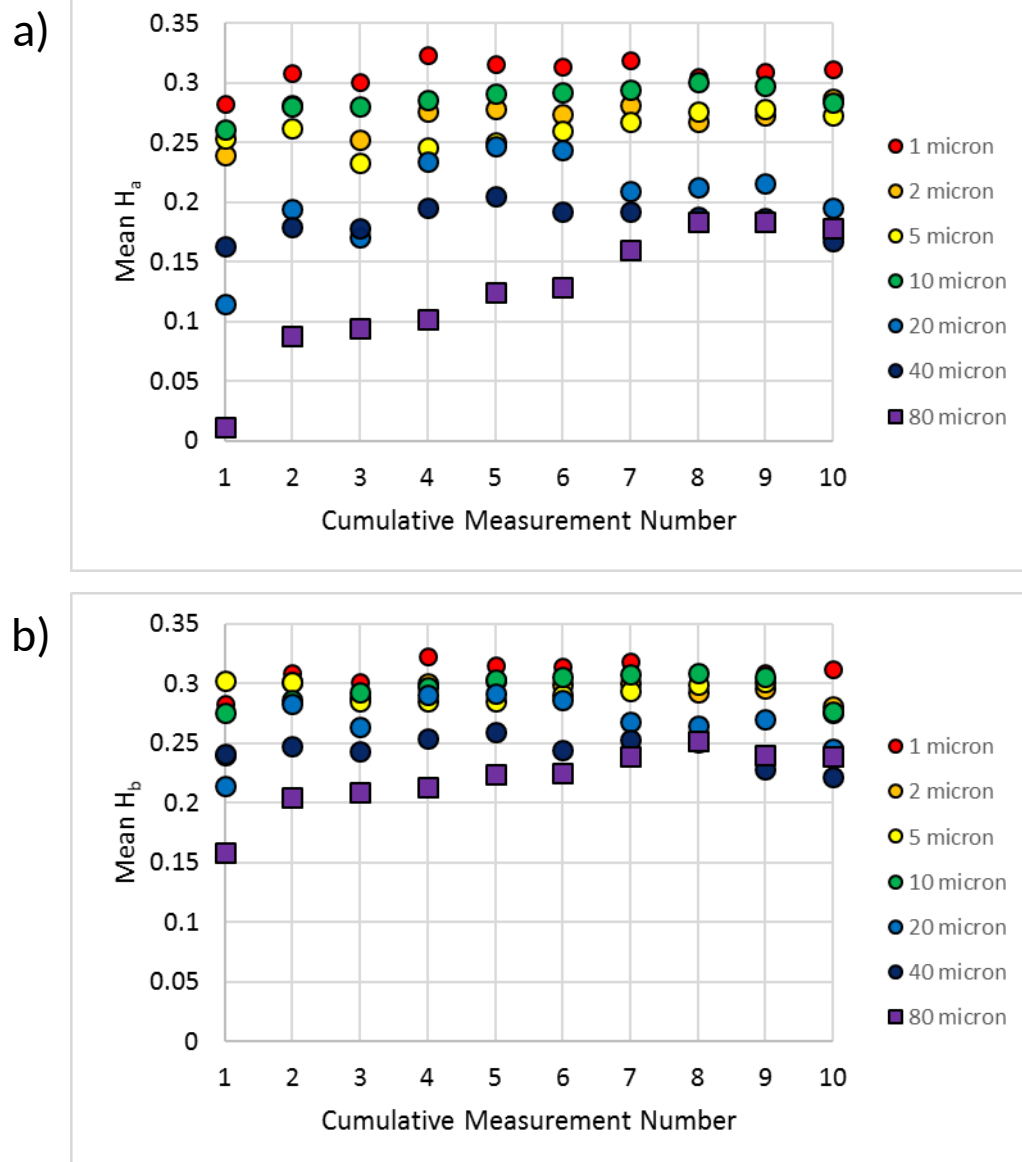 a)
0.35
0.3
0.25
0.2
0.15
0.1
0.05
0
Mean Ha
1 2 3 4 5 6 7 8 9 10
Cumulative Measurement Number
1 micron
2 micron
5 micron
10 micron
20 micron
40 micron
80 micron
b)
0.35
0.3
0.25
0.2
0.15
0.1
0.05
0
Mean Hb
1 2 3 4 5 6 7 8 9 10
Cumulative Measurement Number
1 micron
2 micron
5 micron
10 micron
20 micron
40 micron
80 micron